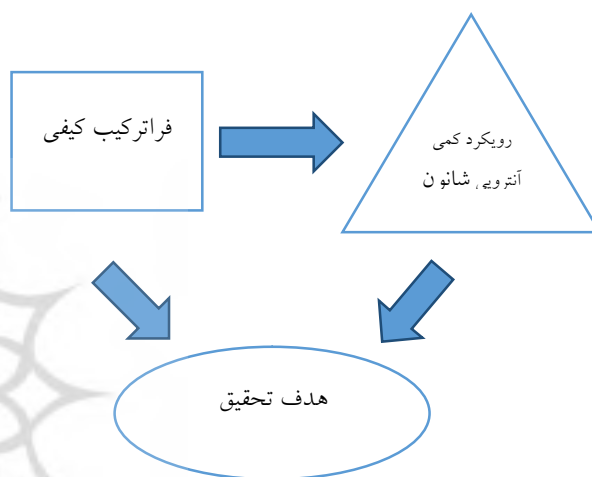 فراترکیب کیفی
رویکرد کمی
آنتروپی شانون
هدف تحقیق